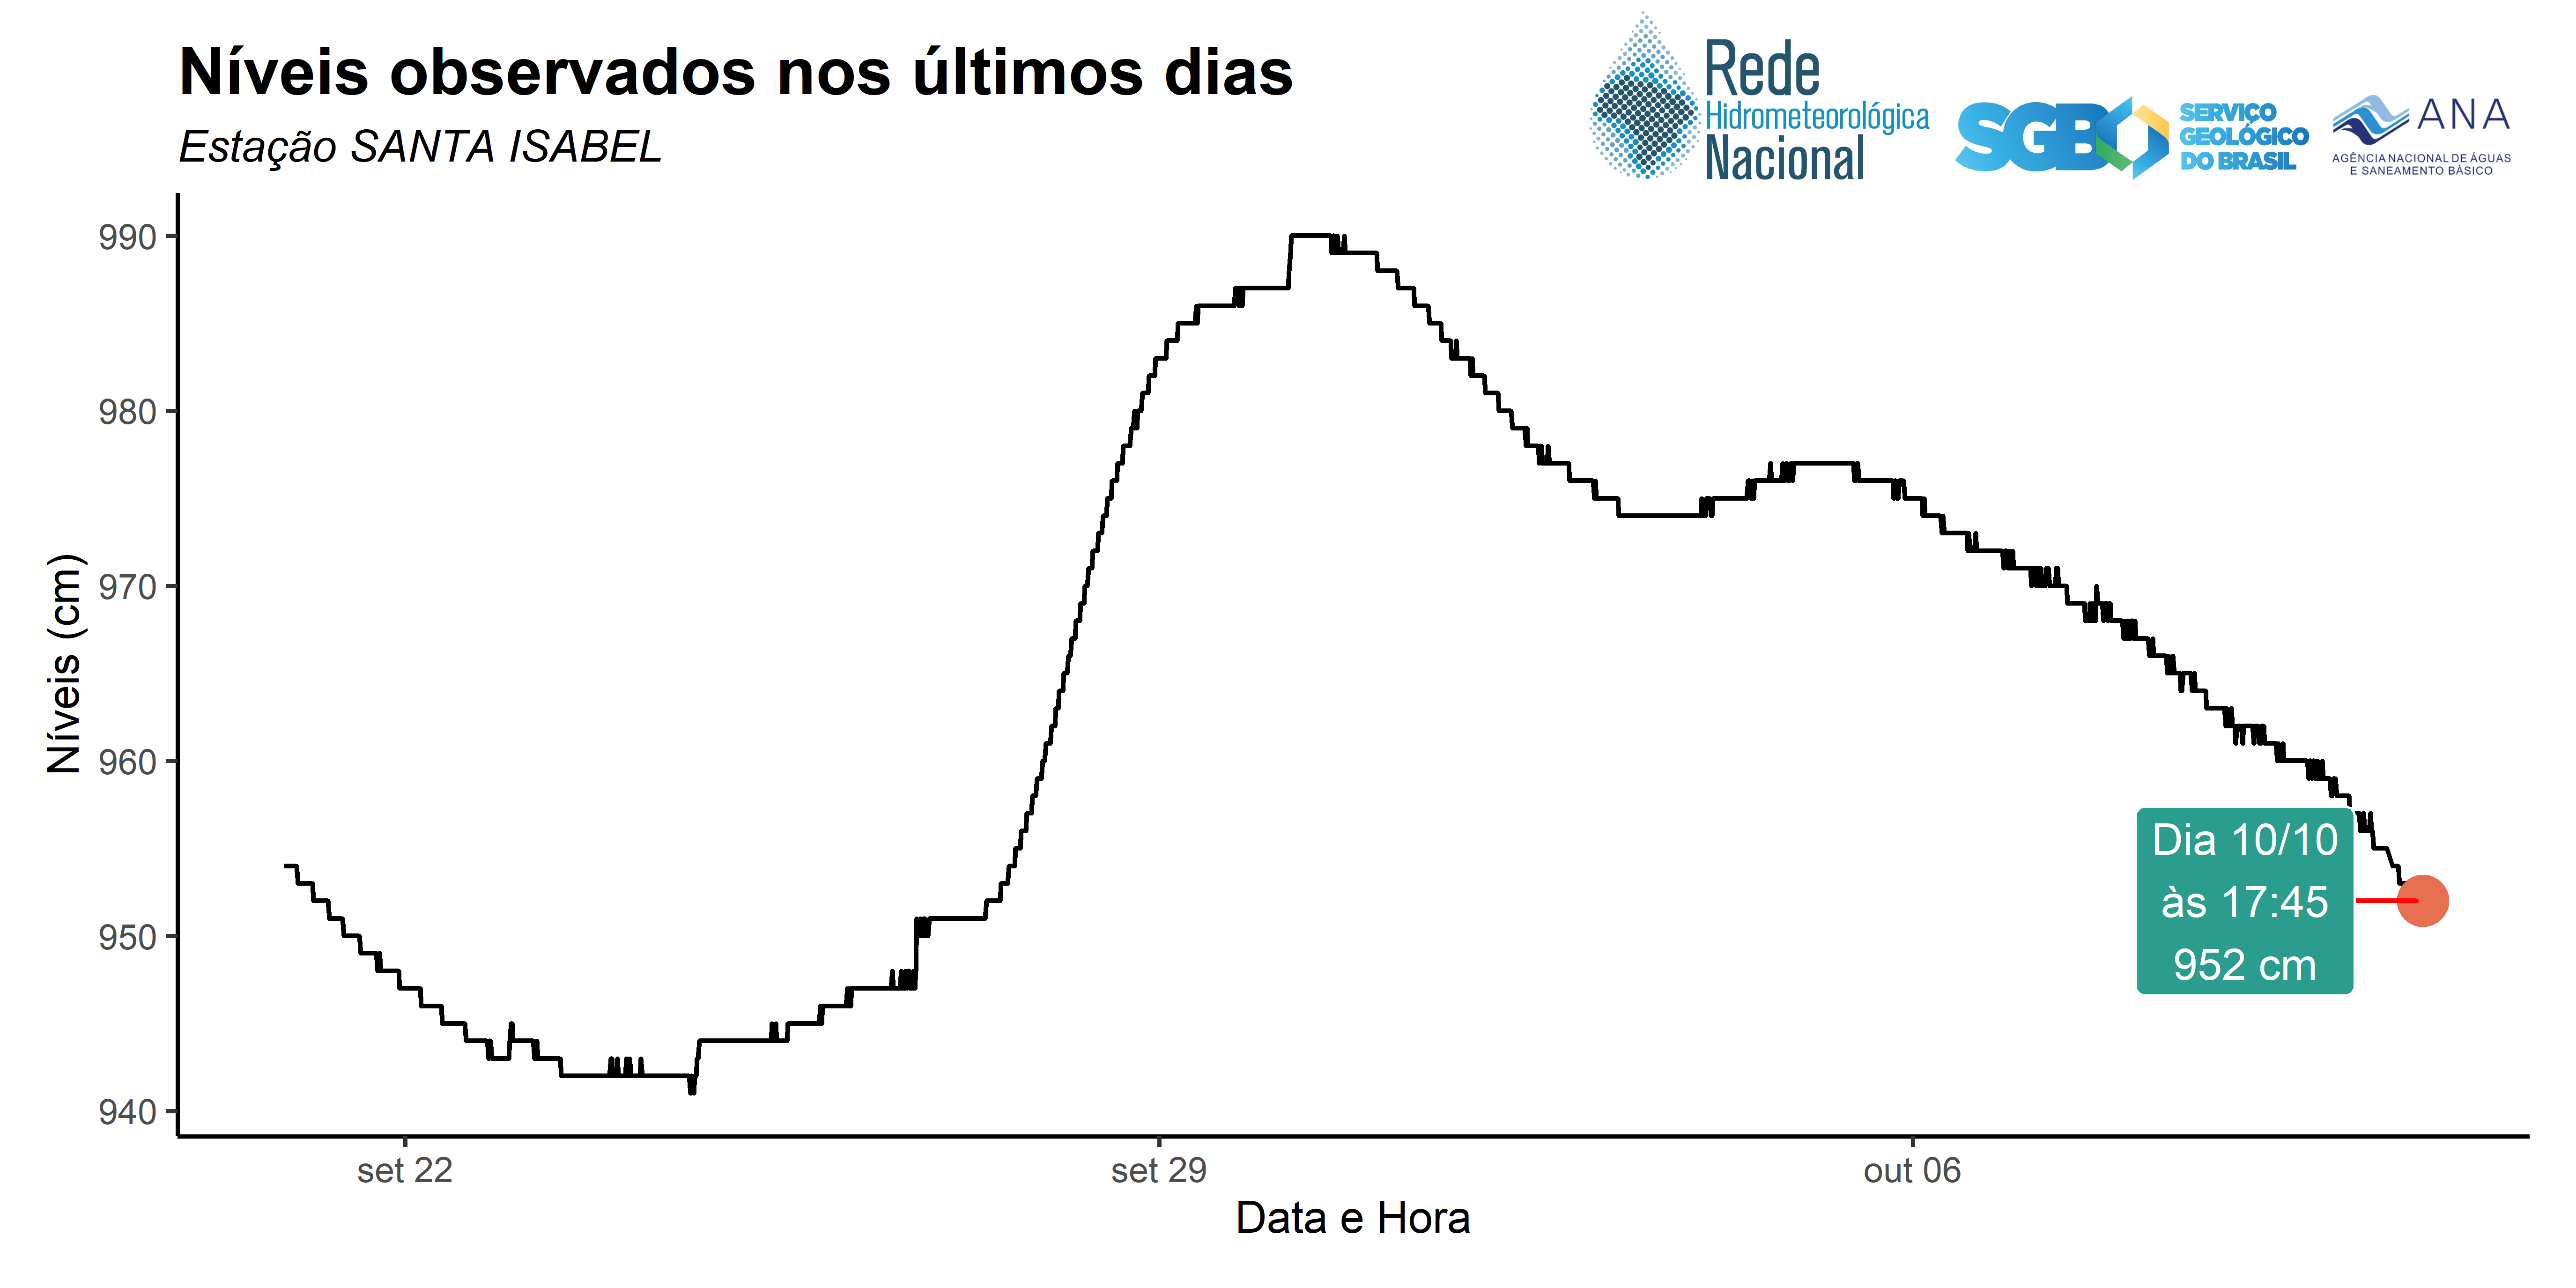 Níveis observados nos últimos dias
Estação SANTA ISABEL
Rede
Hidrometeorológica
Nacional
SGB
SERVIÇO
GEOLÓGICO
DO BRASIL
ANA
AGÊNCIA NACIONAL DE ÁGUAS
E SANEAMENTO BÁSICO
Níveis (cm)
990
980
970
960
950
940
Dia 10/10
às 17:45
952 cm
set 22
set 29
out 06
Data e Hora